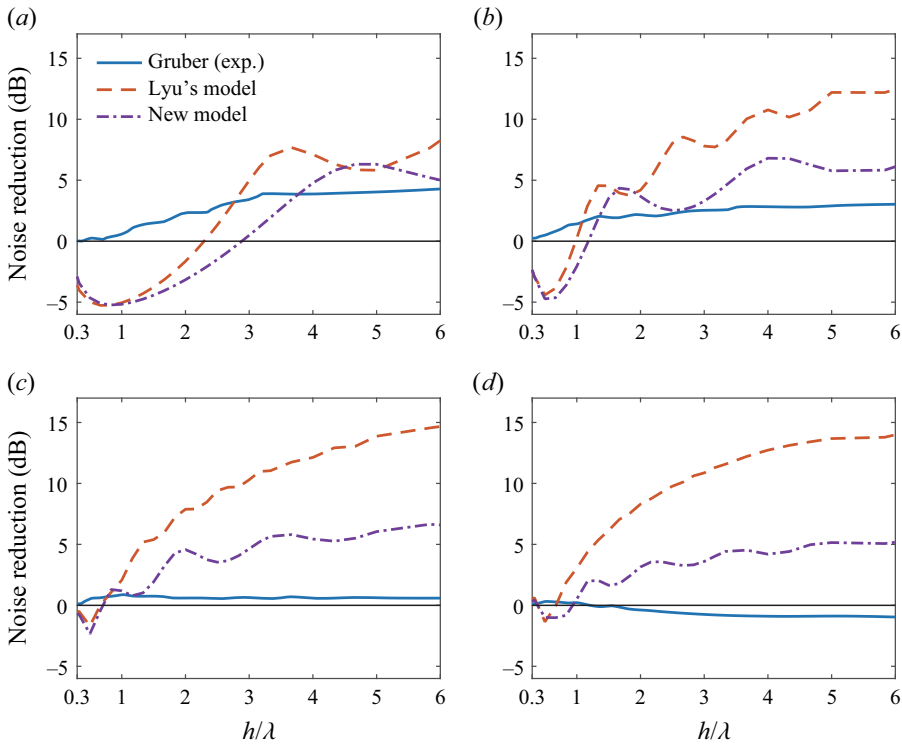 (a)
(b)
15
10
5
0
–5
Noise reduction (dB)
Gruber (exp.)
Lyu's model
New model
0.3 1 2 3 4 5 6
15
10
5
0
–5
0.3 1 2 3 4 5 6
(c)
(d)
15
10
5
0
–5
Noise reduction (dB)
0.3 1 2 3 4 5 6
h/λ
15
10
5
0
–5
0.3 1 2 3 4 5 6
h/λ